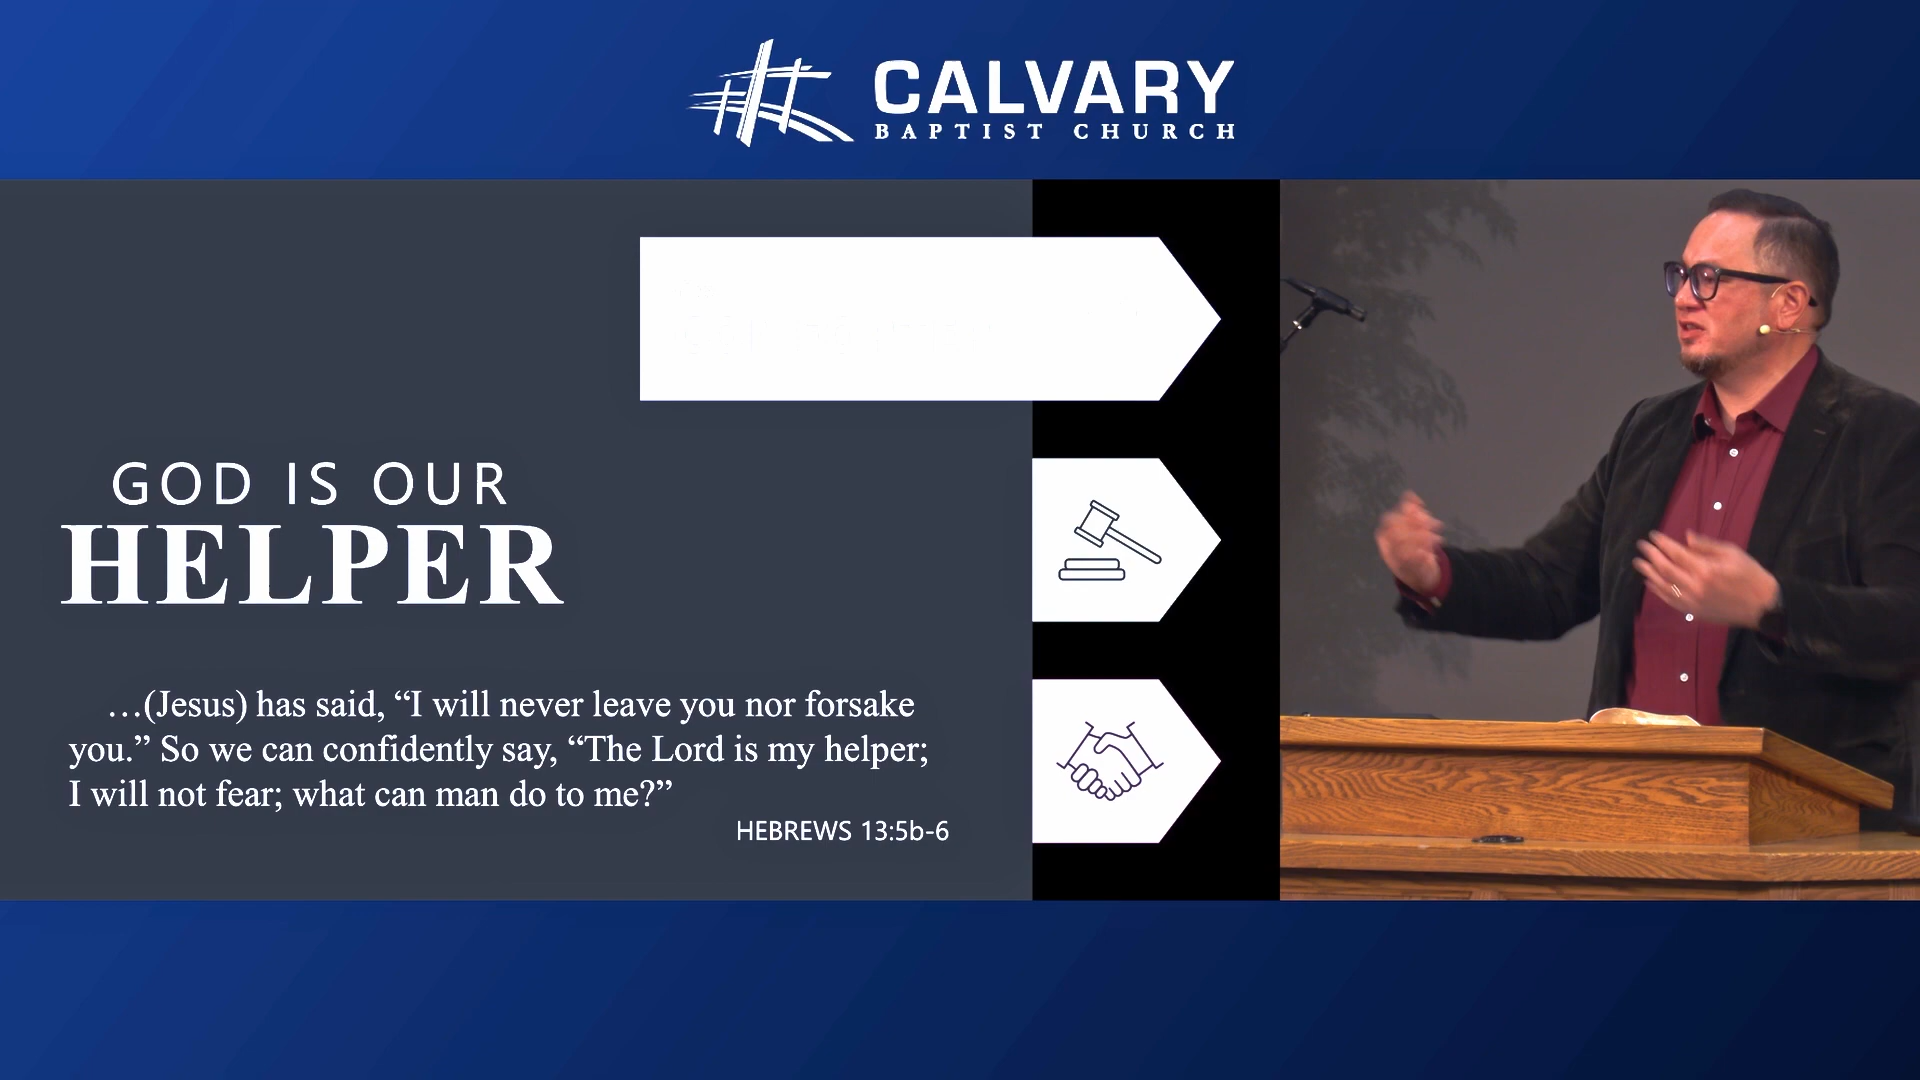 CALVARY
BAPTIST CHURCH
GOD IS OUR
HELPER
…(Jesus) has said, “I will never leave you nor forsake
you.” So we can confidently say, “The Lord is my helper;
I will not fear; what can man do to me?”
HEBREWS 13:5b-6